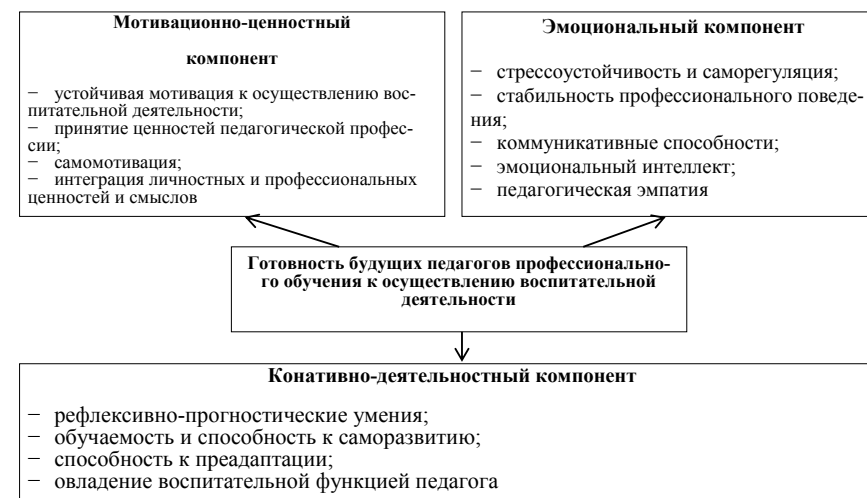 Мотивационно-ценностный
компонент
− устойчивая мотивация к осуществлению вос-
питательной деятельности;
− принятие ценностей педагогической профес-
сии;
− самомотивация;
− интеграция личностных и профессиональных
ценностей и смыслов
Эмоциональный компонент
− стрессоустойчивость и саморегуляция;
− стабильность профессионального поведе-
ния;
− коммуникативные способности;
− эмоциональный интеллект;
− педагогическая эмпатия
Готовность будущих педагогов профессионально-
го обучения к осуществлению воспитательной
деятельности
Конативно-деятельностный компонент
− рефлексивно-прогностические умения;
− обучаемость и способность к саморазвитию;
− способность к преадаптации;
− овладение воспитательной функцией педагога